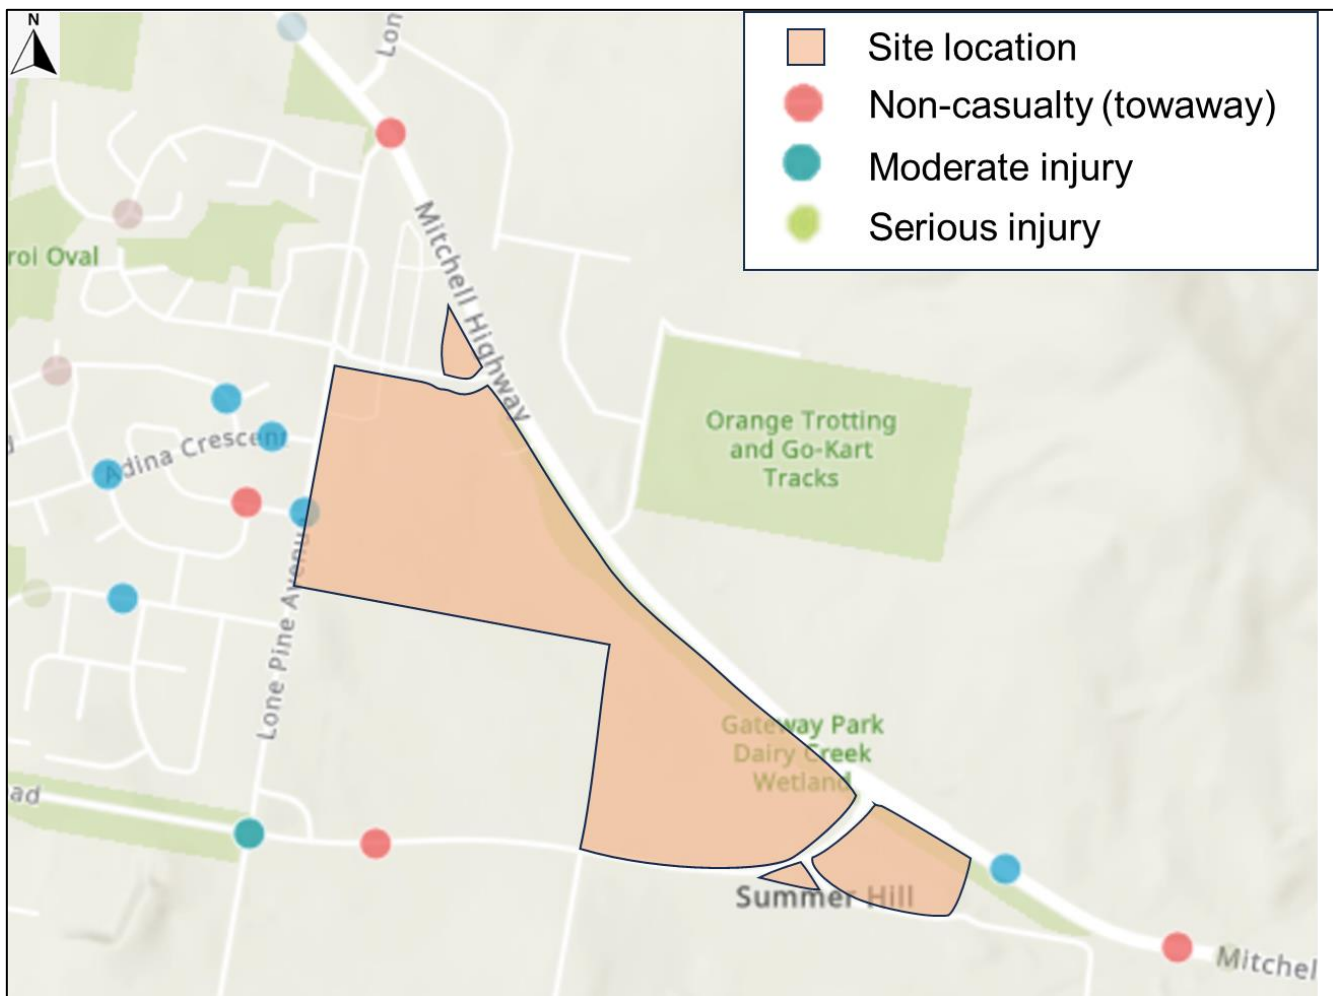 N
Site location
Non-casualty (towaway)
Moderate injury
Serious injury
Lon
Mitchell Highway
roi Oval
Orange Trotting
and Go-Kart
Tracks
Adina Crescent
Lone Pine Avenu
Gateway Park
Dairy Creek
Wetland
ad
Summer Hill
Mitchel